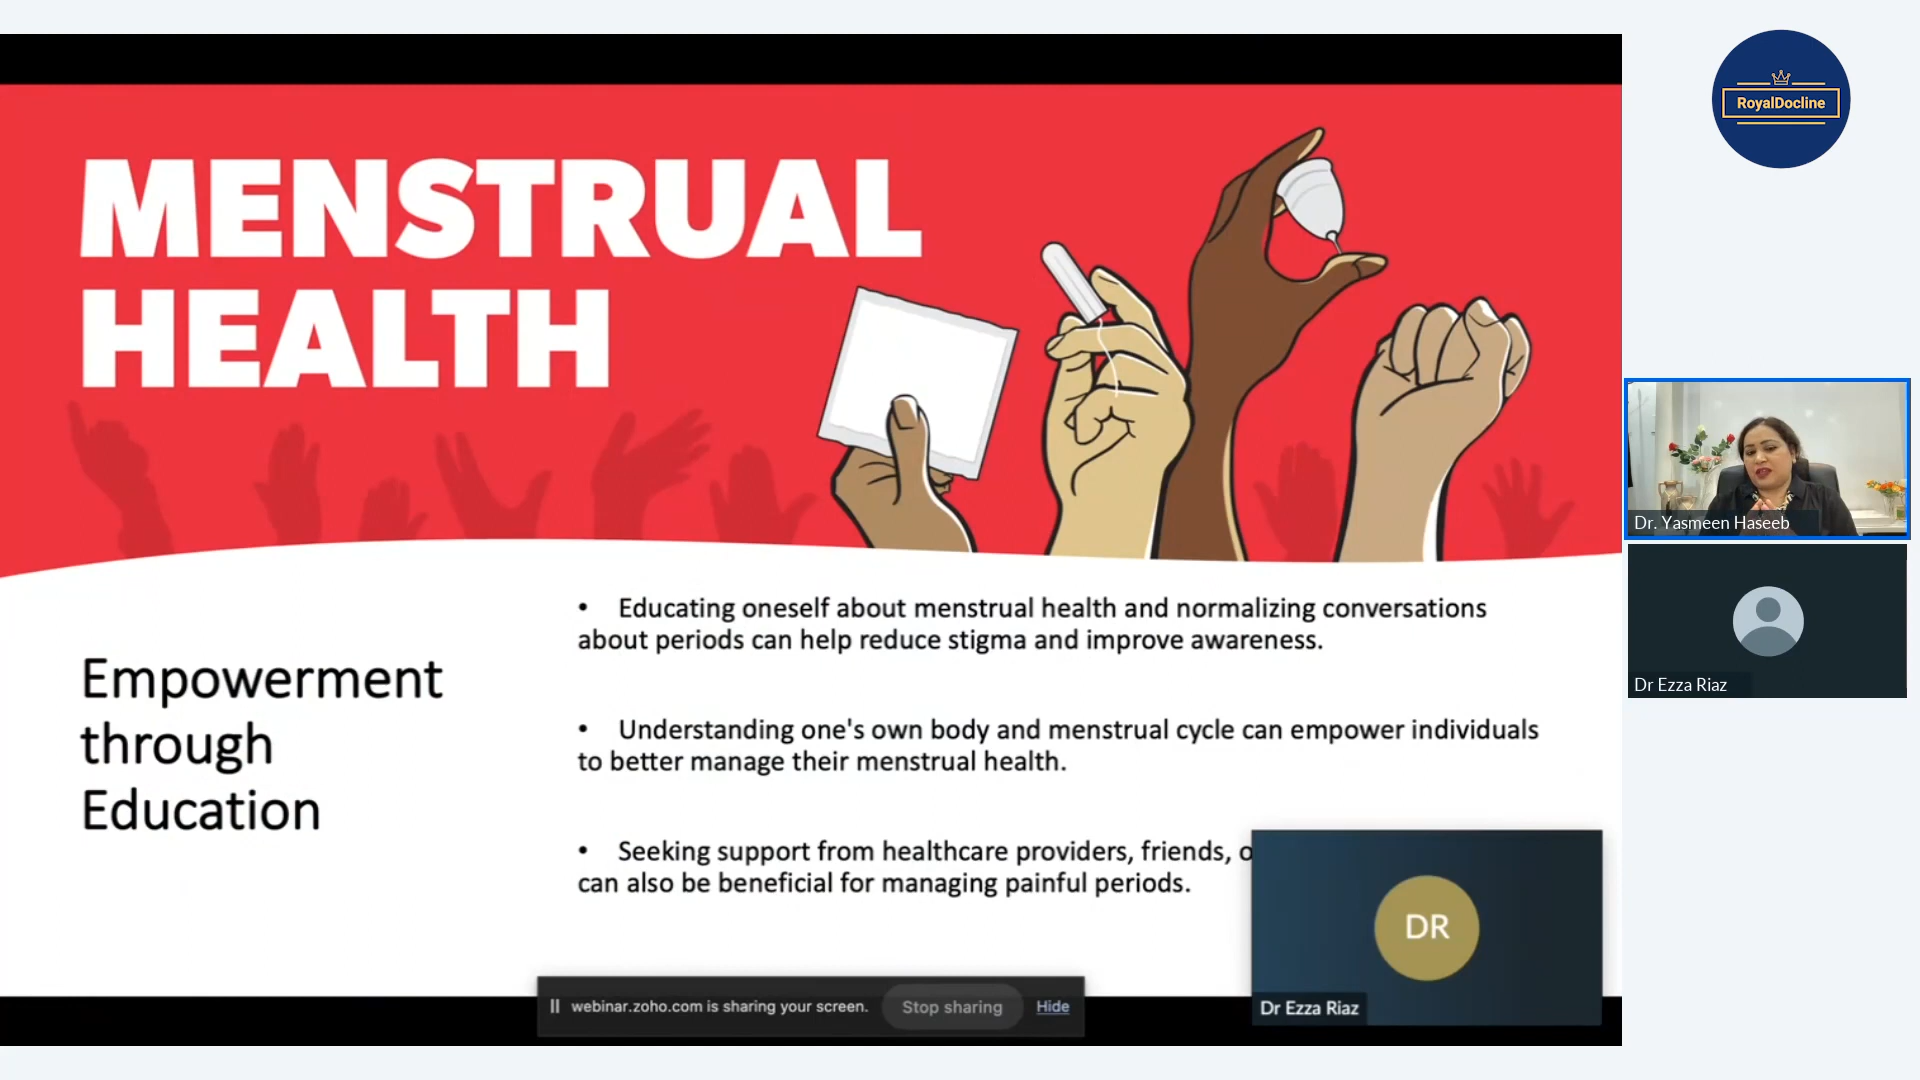 MENSTRUAL
HEALTH
Empowerment
through
Education
• Educating oneself about menstrual health and normalizing conversations
about periods can help reduce stigma and improve awareness.
• Understanding one's own body and menstrual cycle can empower individuals
to better manage their menstrual health.
• Seeking support from healthcare providers, friends,
can also be beneficial for managing painful periods.
DR
Dr Ezza Riaz
webinar.zoho.com is sharing your screen. Stop sharing Hide
RoyalDocline
Dr. Yasmeen Haseeb
Dr Ezza Riaz